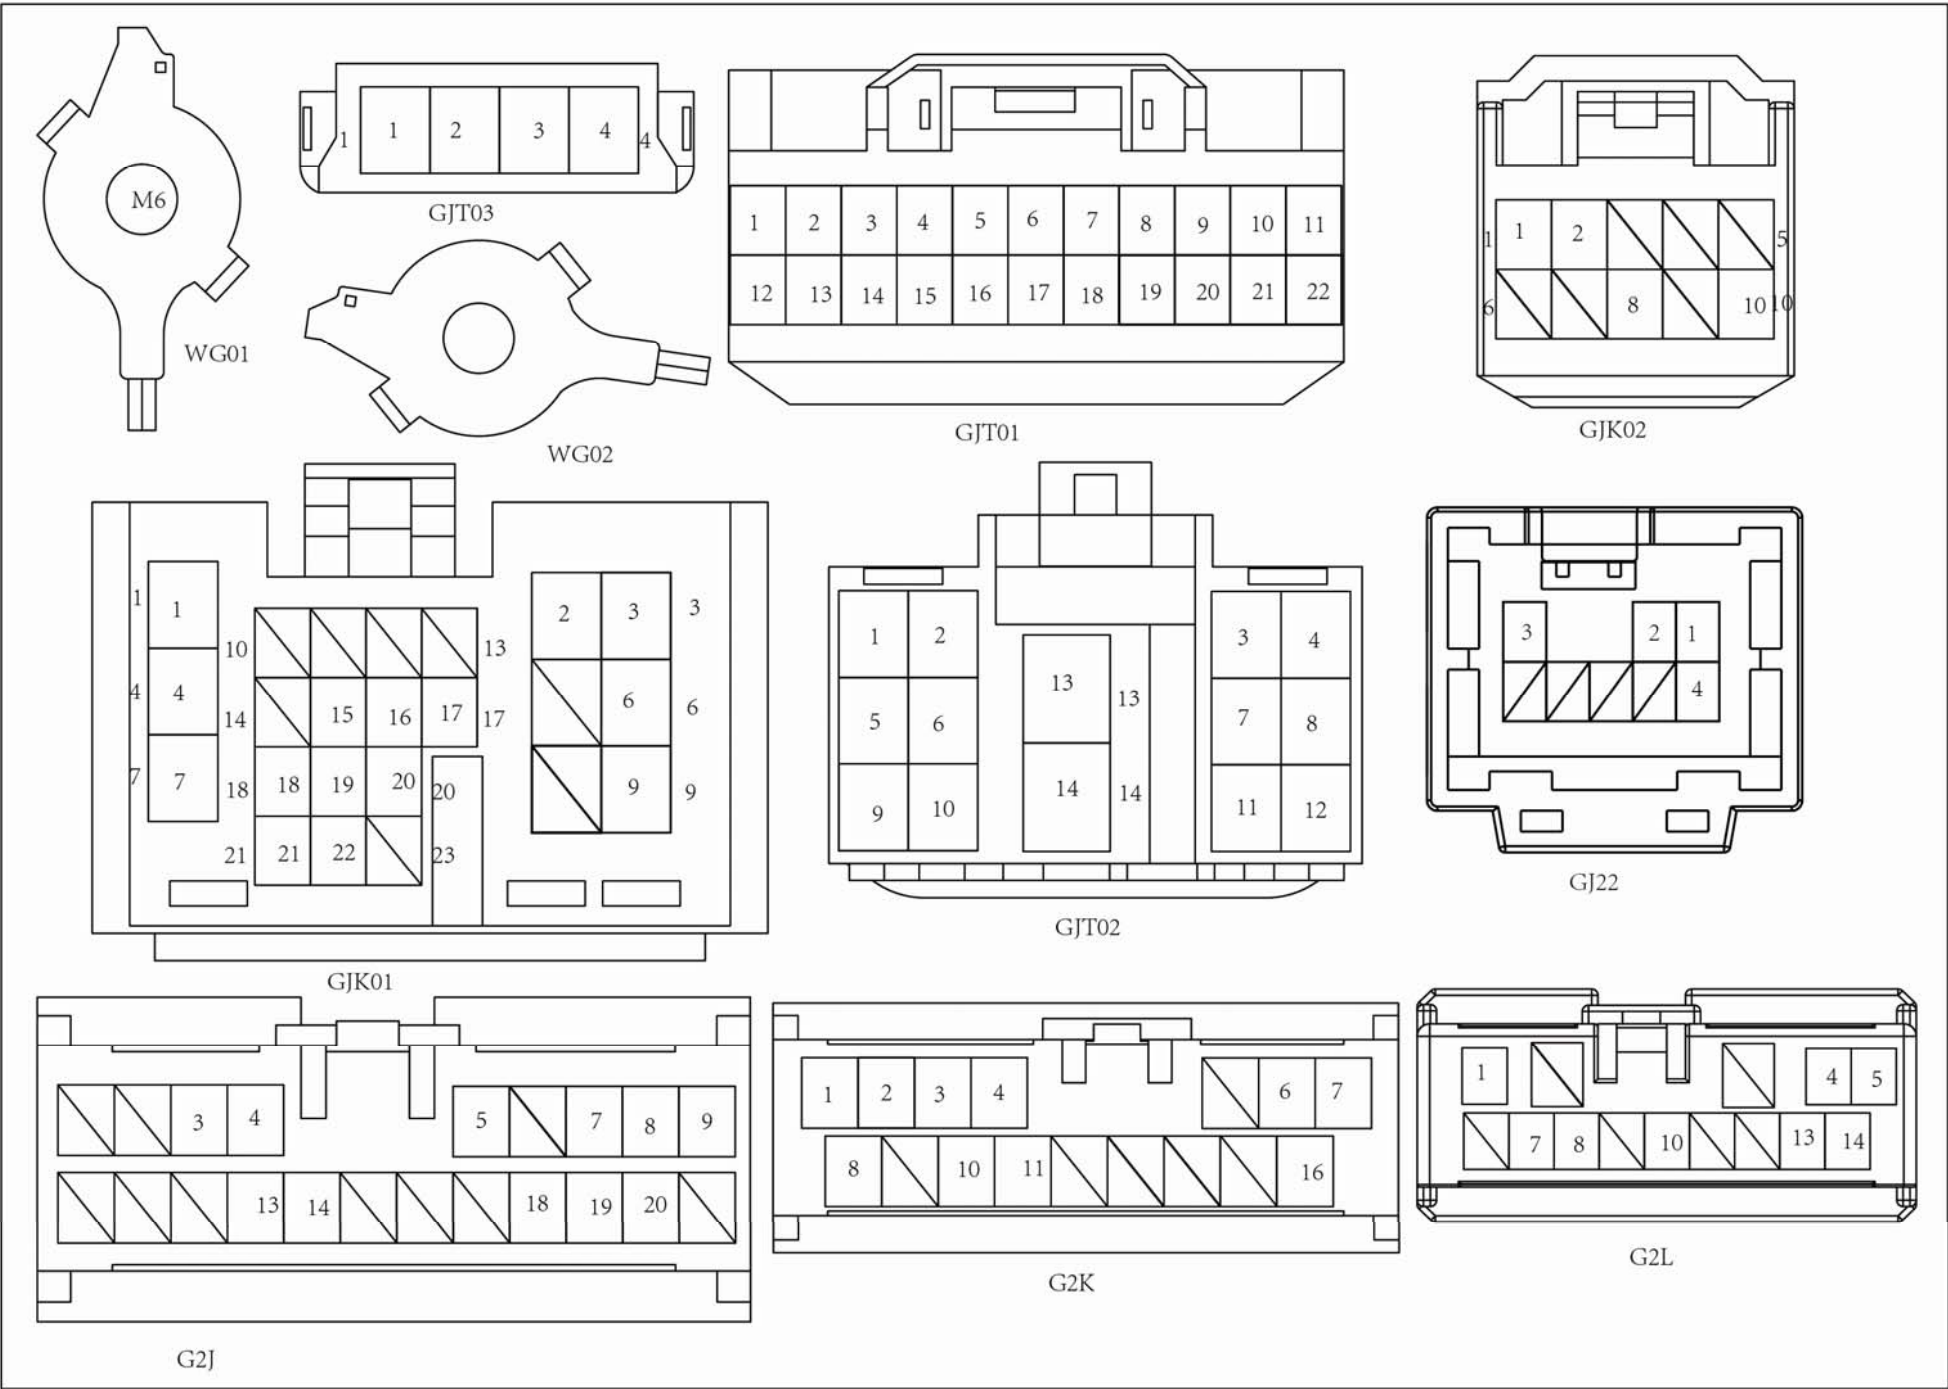 M6
WG01
1 1 2 3 4 4
GJT03
WG02
1 2 3 4 5 6 7 8 9 10 11
12 13 14 15 16 17 18 19 20 21 22
GJT01
1 1 2 5
6 8 10 10
GJK02
1 1 2 3 3
10 13
4 4 6 6
14 15 16 17 17
7 7 9 9
18 18 19 20 20
21 21 22 23
GJK01
1 2 3 4
13 13
5 6 7 8
14 14
9 10 11 12
GJT02
3 2 1
4
GJ22
3 4 5 7 8 9
13 14 18 19 20
G2J
1 2 3 4 6 7
8 10 11 16
G2K
1 4 5
7 8 10 13 14
G2L